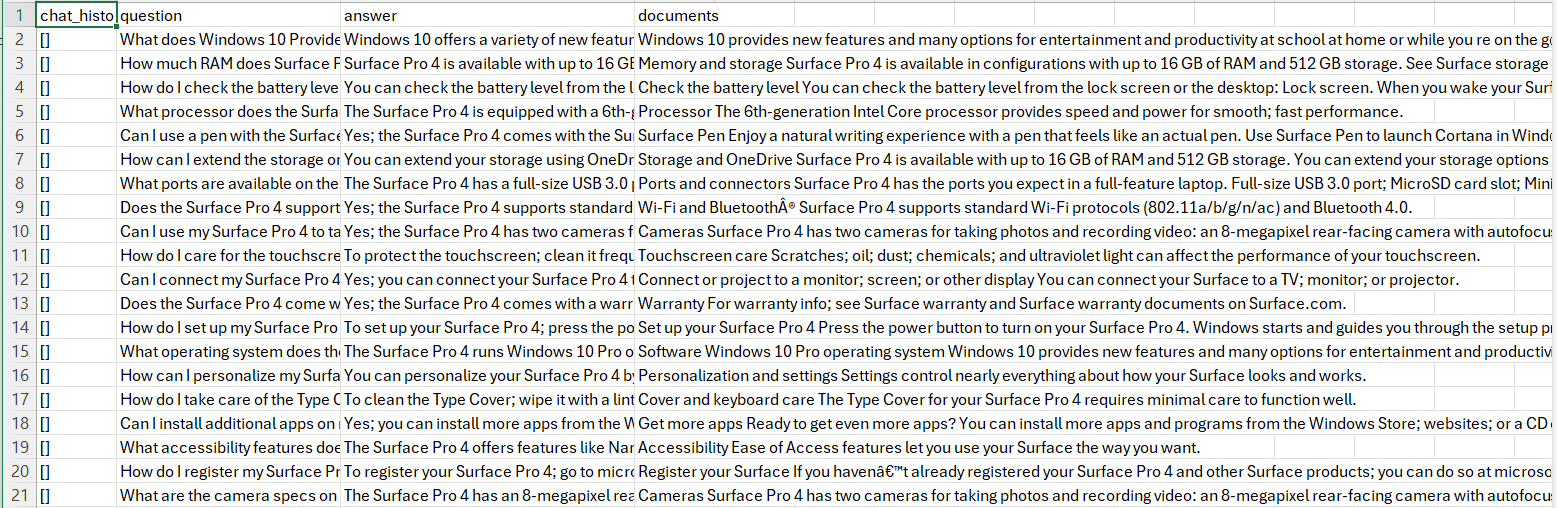 1 chat_histo question answer documents
2 [] What does Windows 10 Provide Windows 10 offers a variety of new featur Windows 10 provides new features and many options for entertainment and productivity at school at home or while you re on the g
3 [] How much RAM does Surface P Surface Pro 4 is available with up to 16 GB Memory and storage Surface Pro 4 is available in configurations with up to 16 GB of RAM and 512 GB storage. See Surface storage
4 [] How do I check the battery leve You can check the battery level from the l Check the battery level You can check the battery level from the lock screen or the desktop: Lock screen. When you wake your Surf
5 [] What processor does the Surfa The Surface Pro 4 is equipped with a 6th-g Processor The 6th-generation Intel Core processor provides speed and power for smooth; fast performance.
6 [] Can I use a pen with the Surface Yes; the Surface Pro 4 comes with the Sur Surface Pen Enjoy a natural writing experience with a pen that feels like an actual pen. Use Surface Pen to launch Cortana in Windo
7 [] How can I extend the storage or You can extend your storage using OneDr Storage and OneDrive Surface Pro 4 is available with up to 16 GB of RAM and 512 GB storage. You can extend your storage options
8 [] What ports are available on the The Surface Pro 4 has a full-size USB 3.0 p Ports and connectors Surface Pro 4 has the ports you expect in a full-feature laptop. Full-size USB 3.0 port; MicroSD card slot; Mini
9 [] Does the Surface Pro 4 support Yes; the Surface Pro 4 supports standard Wi-Fi and BluetoothÂ® Surface Pro 4 supports standard Wi-Fi protocols (802.11a/b/g/n/ac) and Bluetooth 4.0.
10 [] Can I use my Surface Pro 4 to ta Yes; the Surface Pro 4 has two cameras f Cameras Surface Pro 4 has two cameras for taking photos and recording video: an 8-megapixel rear-facing camera with autofocus
11 [] How do I care for the touchscre To protect the touchscreen; clean it frequ Touchscreen care Scratches; oil; dust; chemicals; and ultraviolet light can affect the performance of your touchscreen.
12 [] Can I connect my Surface Pro 4 Yes; you can connect your Surface Pro 4 t Connect or project to a monitor; screen; or other display You can connect your Surface to a TV; monitor; or projector.
13 [] Does the Surface Pro 4 come w Yes; the Surface Pro 4 comes with a warr Warranty For warranty info; see Surface warranty and Surface warranty documents on Surface.com.
14 [] How do I set up my Surface Pro To set up your Surface Pro 4; press the po Set up your Surface Pro 4 Press the power button to turn on your Surface Pro 4. Windows starts and guides you through the setup pr
15 [] What operating system does the The Surface Pro 4 runs Windows 10 Pro o Software Windows 10 Pro operating system Windows 10 provides new features and many options for entertainment and productivi
16 [] How can I personalize my Surfa You can personalize your Surface Pro 4 by Personalization and settings Settings control nearly everything about how your Surface looks and works.
17 [] How do I take care of the Type C To clean the Type Cover; wipe it with a lint Cover and keyboard care The Type Cover for your Surface Pro 4 requires minimal care to function well.
18 [] Can I install additional apps on Yes; you can install more apps from the W Get more apps Ready to get even more apps? You can install more apps and programs from the Windows Store; websites; or a CD
19 [] What accessibility features doe The Surface Pro 4 offers features like Nar Accessibility Ease of Access features let you use your Surface the way you want.
20 [] How do I register my Surface Pr To register your Surface Pro 4; go to micro Register your Surface If you havenâ€™t already registered your Surface Pro 4 and other Surface products; you can do so at microso
21 [] What are the camera specs on The Surface Pro 4 has an 8-megapixel rea Cameras Surface Pro 4 has two cameras for taking photos and recording video: an 8-megapixel rear-facing camera with autofocus